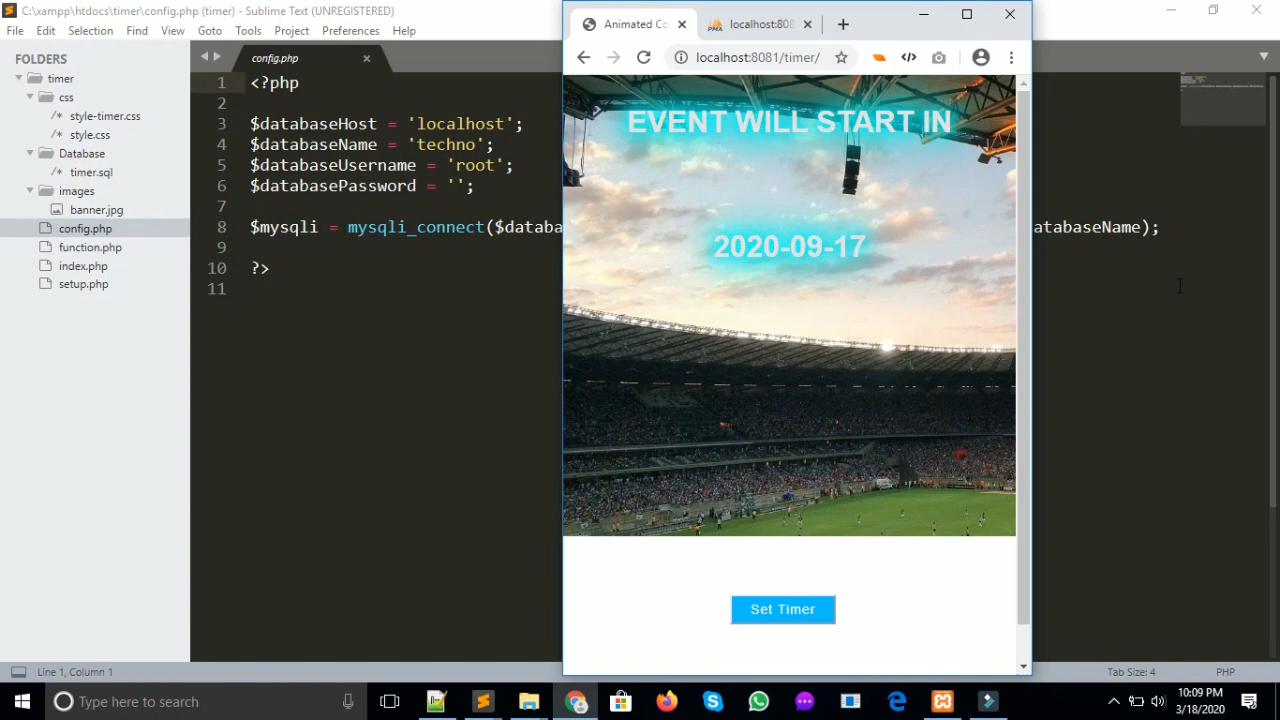 C:\xampp\htdocs\timer\config.php (timer) - Sublime Text (UNREGISTERED)
File Edit Selection Find View Goto Tools Project Preferences Help
FOLDERS
timer
css
/* style-timer.css
/* style.css
Database
/* timer.sql
images
banner.jpg
config.php
function.php
index.php
setup.php
config.php
1 <?php
2
3 $databaseHost = 'localhost';
4 $databaseName = 'techno';
5 $databaseUsername = 'root';
6 $databasePassword = '';
7
8 $mysqli = mysqli_connect($databa atabaseName);
9
10 ?>
11
Animated Co
PMA localhost:808
localhost:8081/timer/
EVENT WILL START IN
2020-09-17
Set Timer
Line 1, Column 1
Tab Size: 4 PHP
Type here to search
10:09 PM
3/18/2020